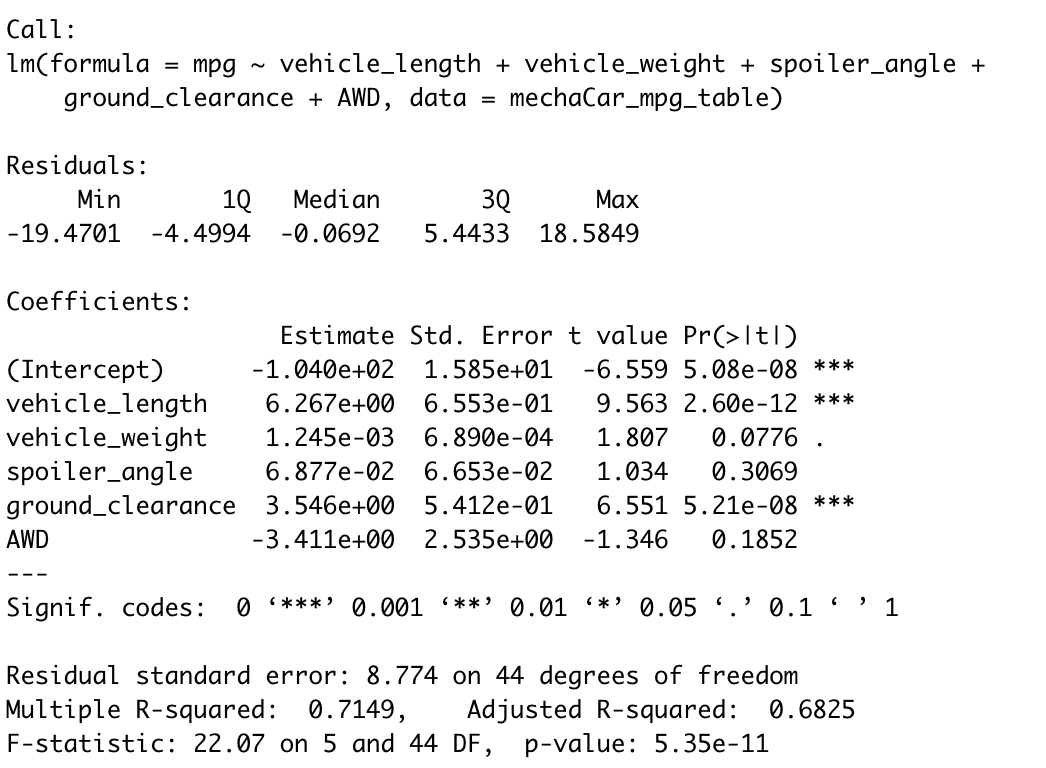 Call:
lm(formula = mpg ~ vehicle_length + vehicle_weight + spoiler_angle +
    ground_clearance + AWD, data = mechaCar_mpg_table)

Residuals:
     Min       1Q   Median       3Q      Max
-19.4701  -4.4994  -0.0692   5.4433  18.5849

Coefficients:
                  Estimate Std. Error t value Pr(>|t|)
(Intercept)      -1.040e+02  1.585e+01  -6.559 5.08e-08 ***
vehicle_length    6.267e+00  6.553e-01   9.563 2.60e-12 ***
vehicle_weight    1.245e-03  6.890e-04   1.807   0.0776 .
spoiler_angle     6.877e-02  6.653e-02   1.034   0.3069
ground_clearance  3.546e+00  5.412e-01   6.551 5.21e-08 ***
AWD              -3.411e+00  2.535e+00  -1.346   0.1852
---
Signif. codes:  0 ‘***’ 0.001 ‘**’ 0.01 ‘*’ 0.05 ‘.’ 0.1 ‘ ’ 1

Residual standard error: 8.774 on 44 degrees of freedom
Multiple R-squared:  0.7149,    Adjusted R-squared:  0.6825
F-statistic: 22.07 on 5 and 44 DF,  p-value: 5.35e-11